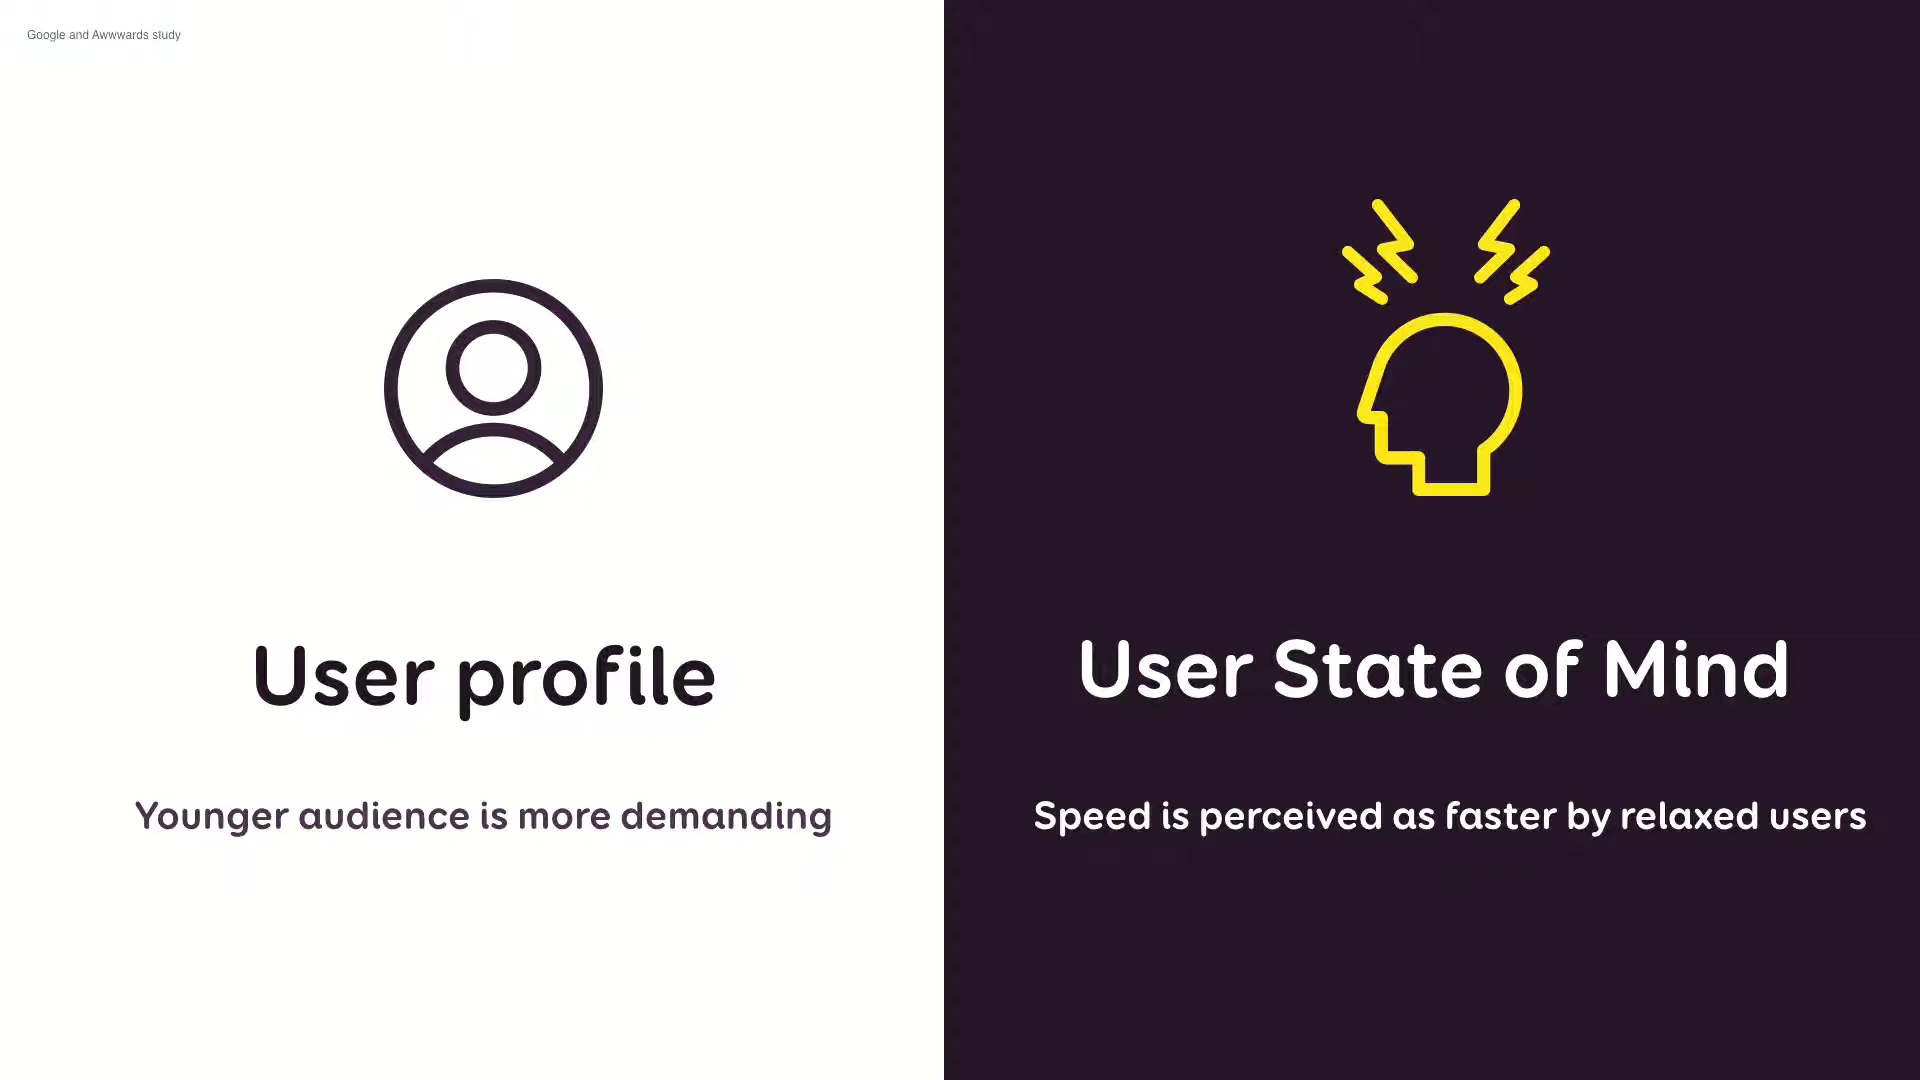 Google and Awwwards study
User profile
Younger audience is more demanding
User State of Mind
Speed is perceived as faster by relaxed users